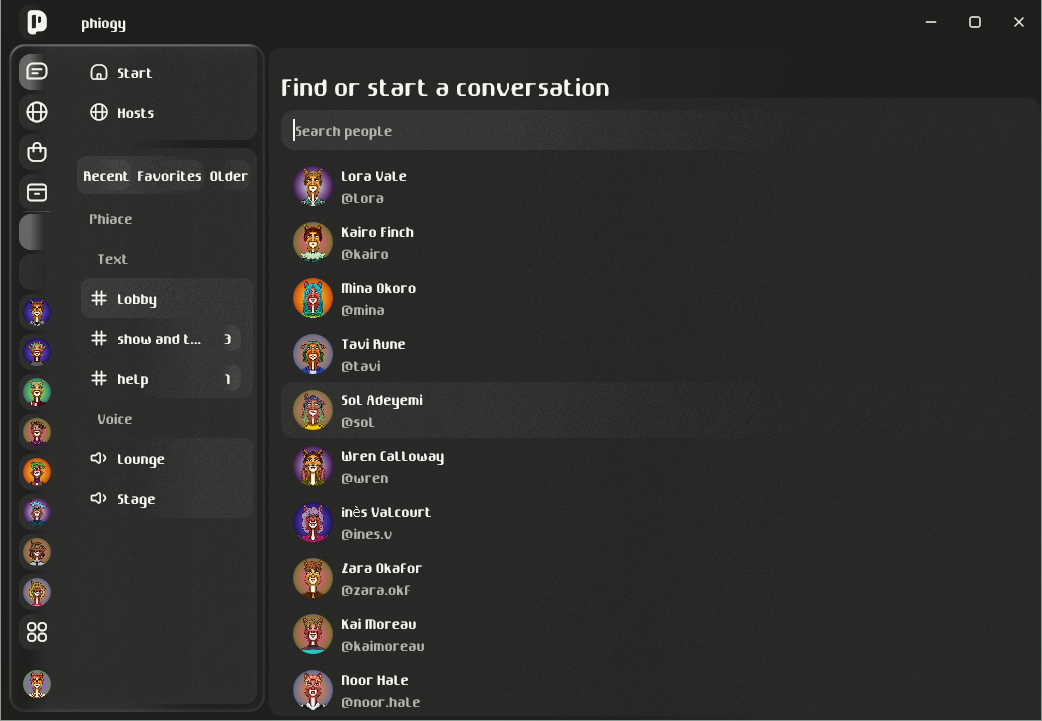 phiogy
Start
Hosts
Recent Favorites Older
Phiace
Text
Lobby
show and t... 3
help 1
Voice
Lounge
Stage
Find or start a conversation
Search people
Lora Vale
@lora
Kairo Finch
@kairo
Mina Okoro
@mina
Tavi Rune
@tavi
Sol Adeyemi
@sol
Wren Calloway
@wren
inès Valcourt
@ines.v
Zara Okafor
@zara.okf
Kai Moreau
@kaimoreau
Noor Hale
@noor.hale